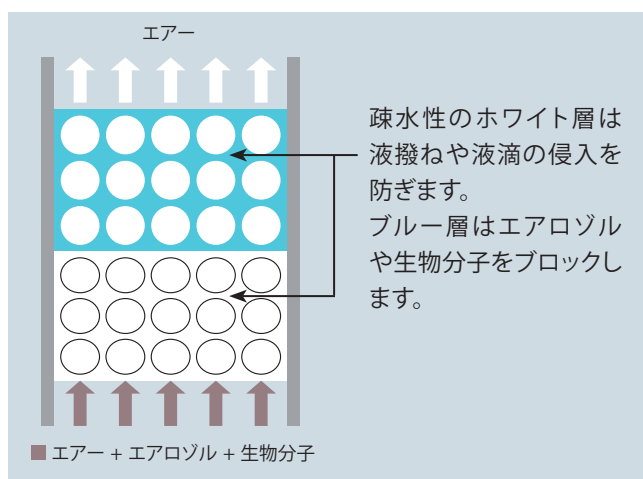 エアー
疎水性のホワイト層は
液撥ねや液滴の侵入を
防ぎます。
ブルー層はエアロゾル
や生物分子をブロックし
ます。
エアー + エアロゾル + 生物分子